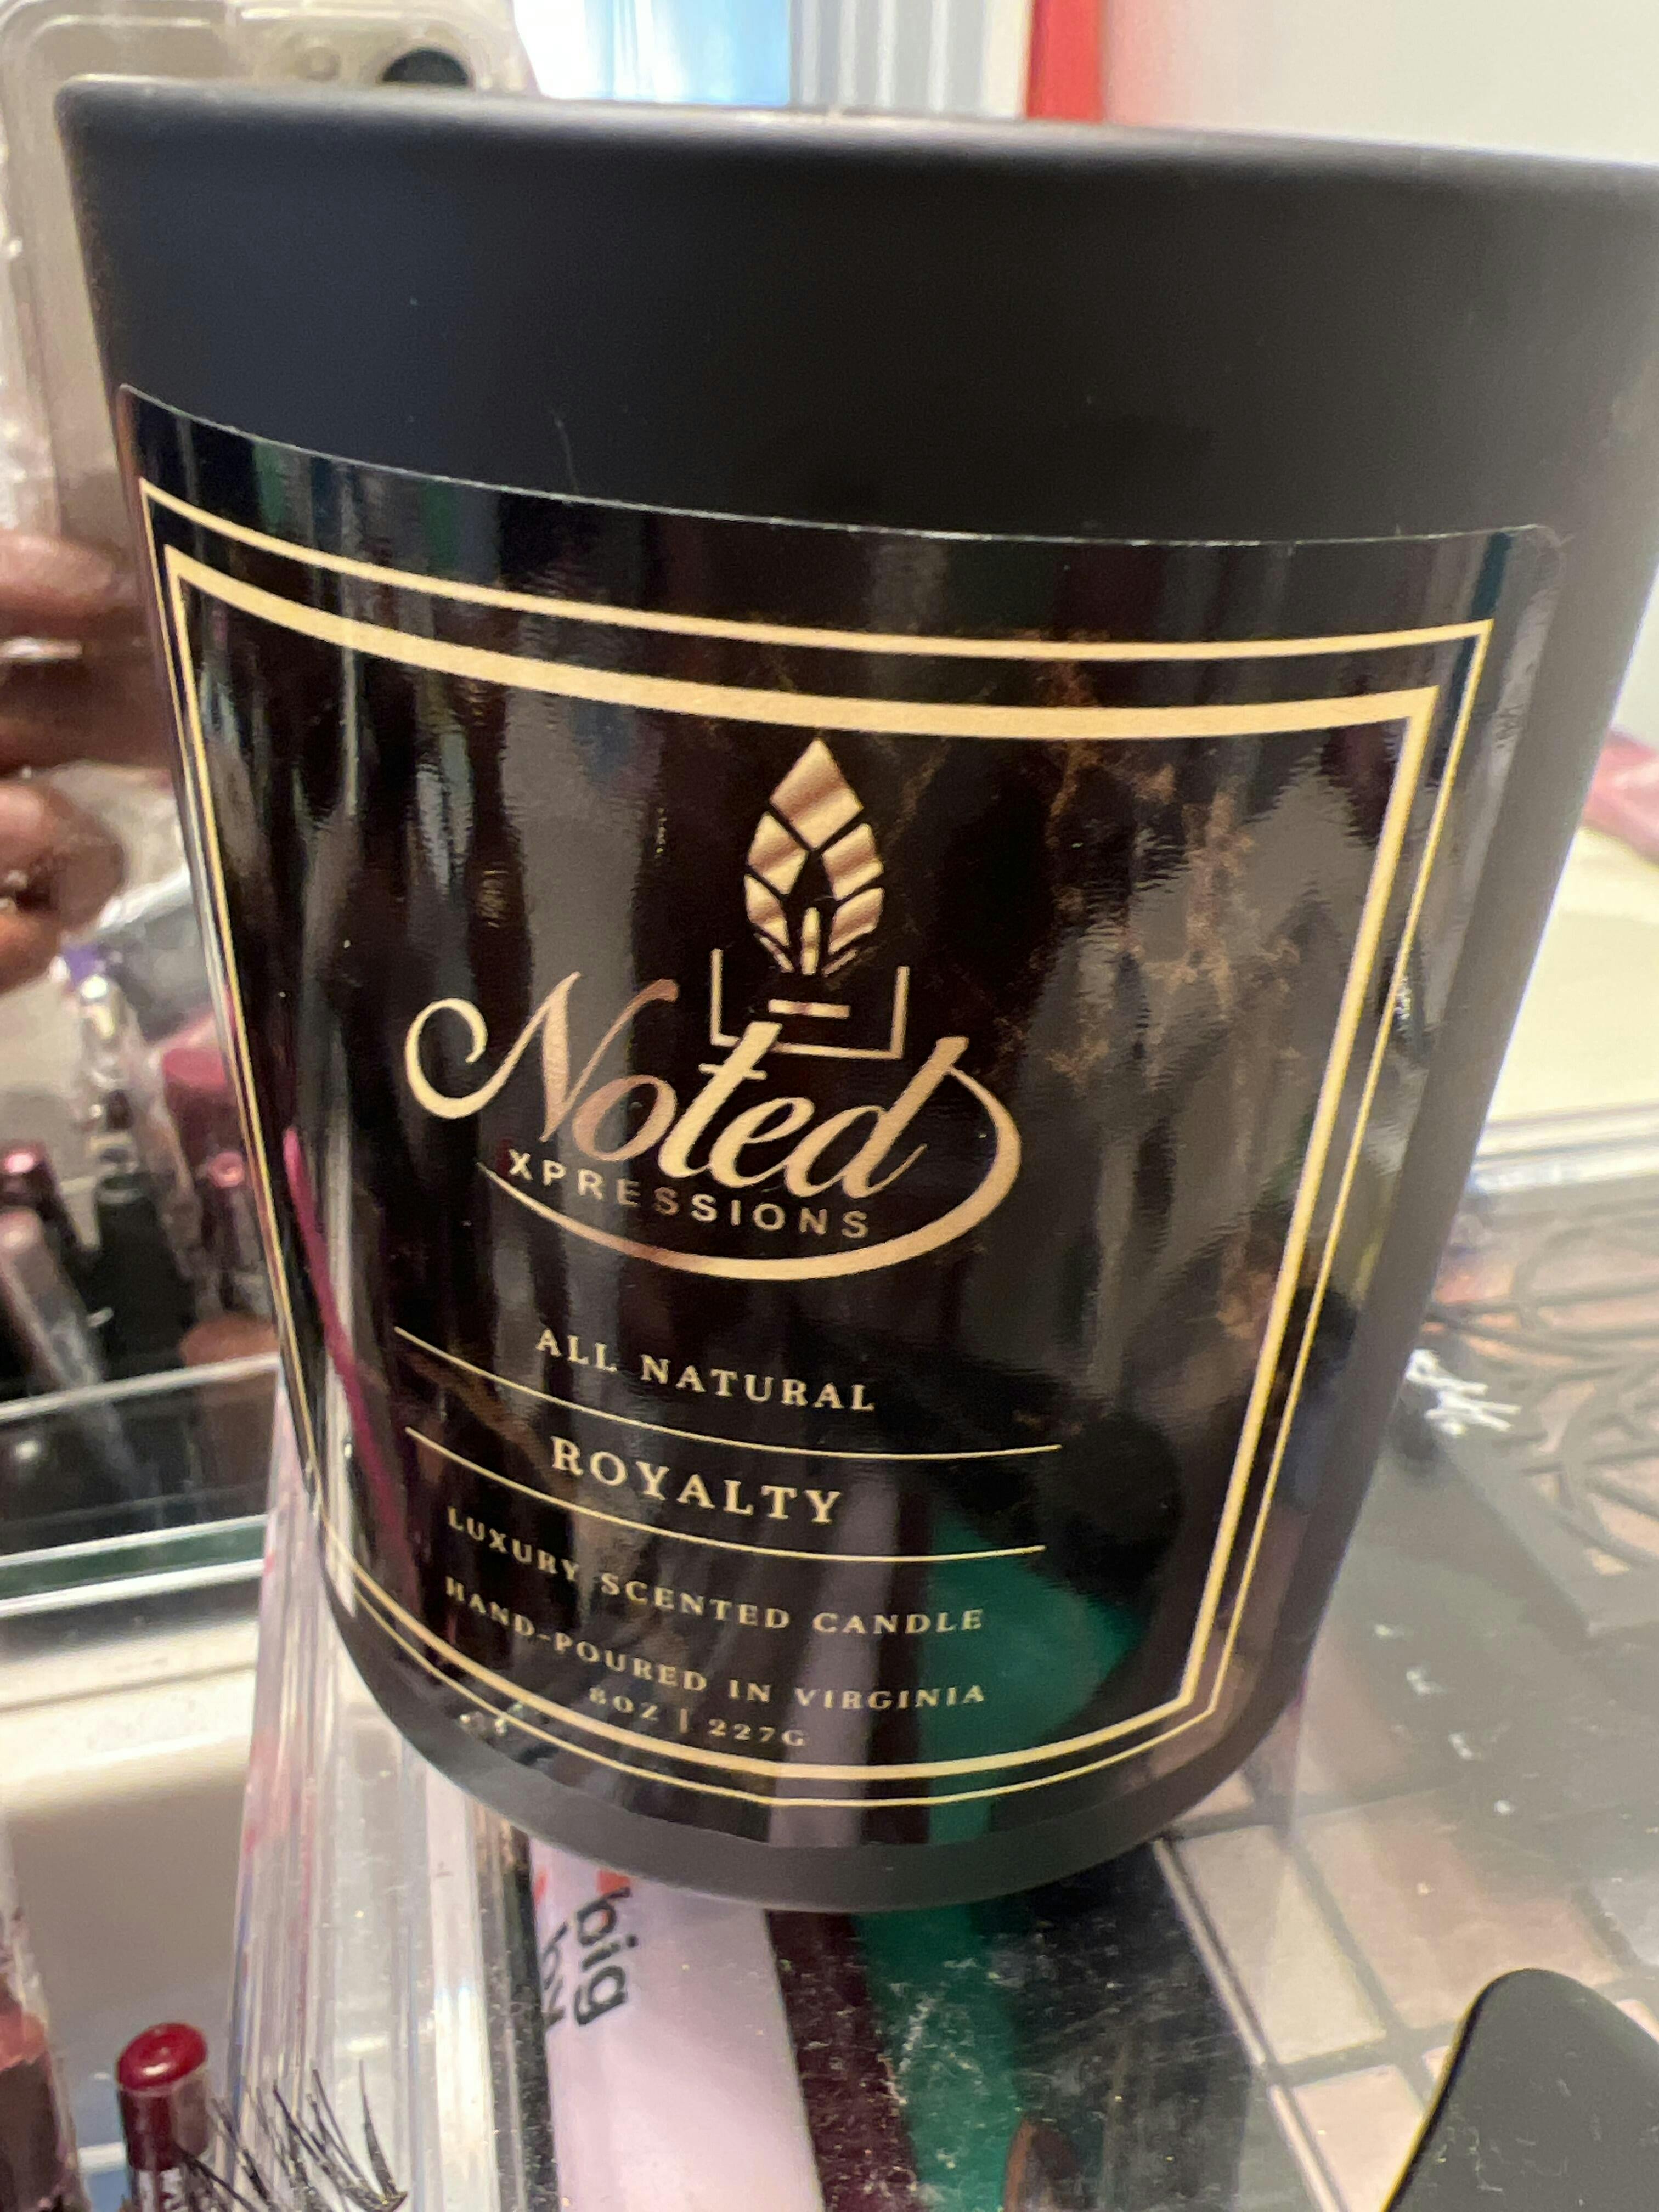 Noted
XPRESSIONS
ALL NATURAL
ROYALTY
LUXURY SCENTED CANDLE
HAND-POURED IN VIRGINIA
8OZ | 227G
big